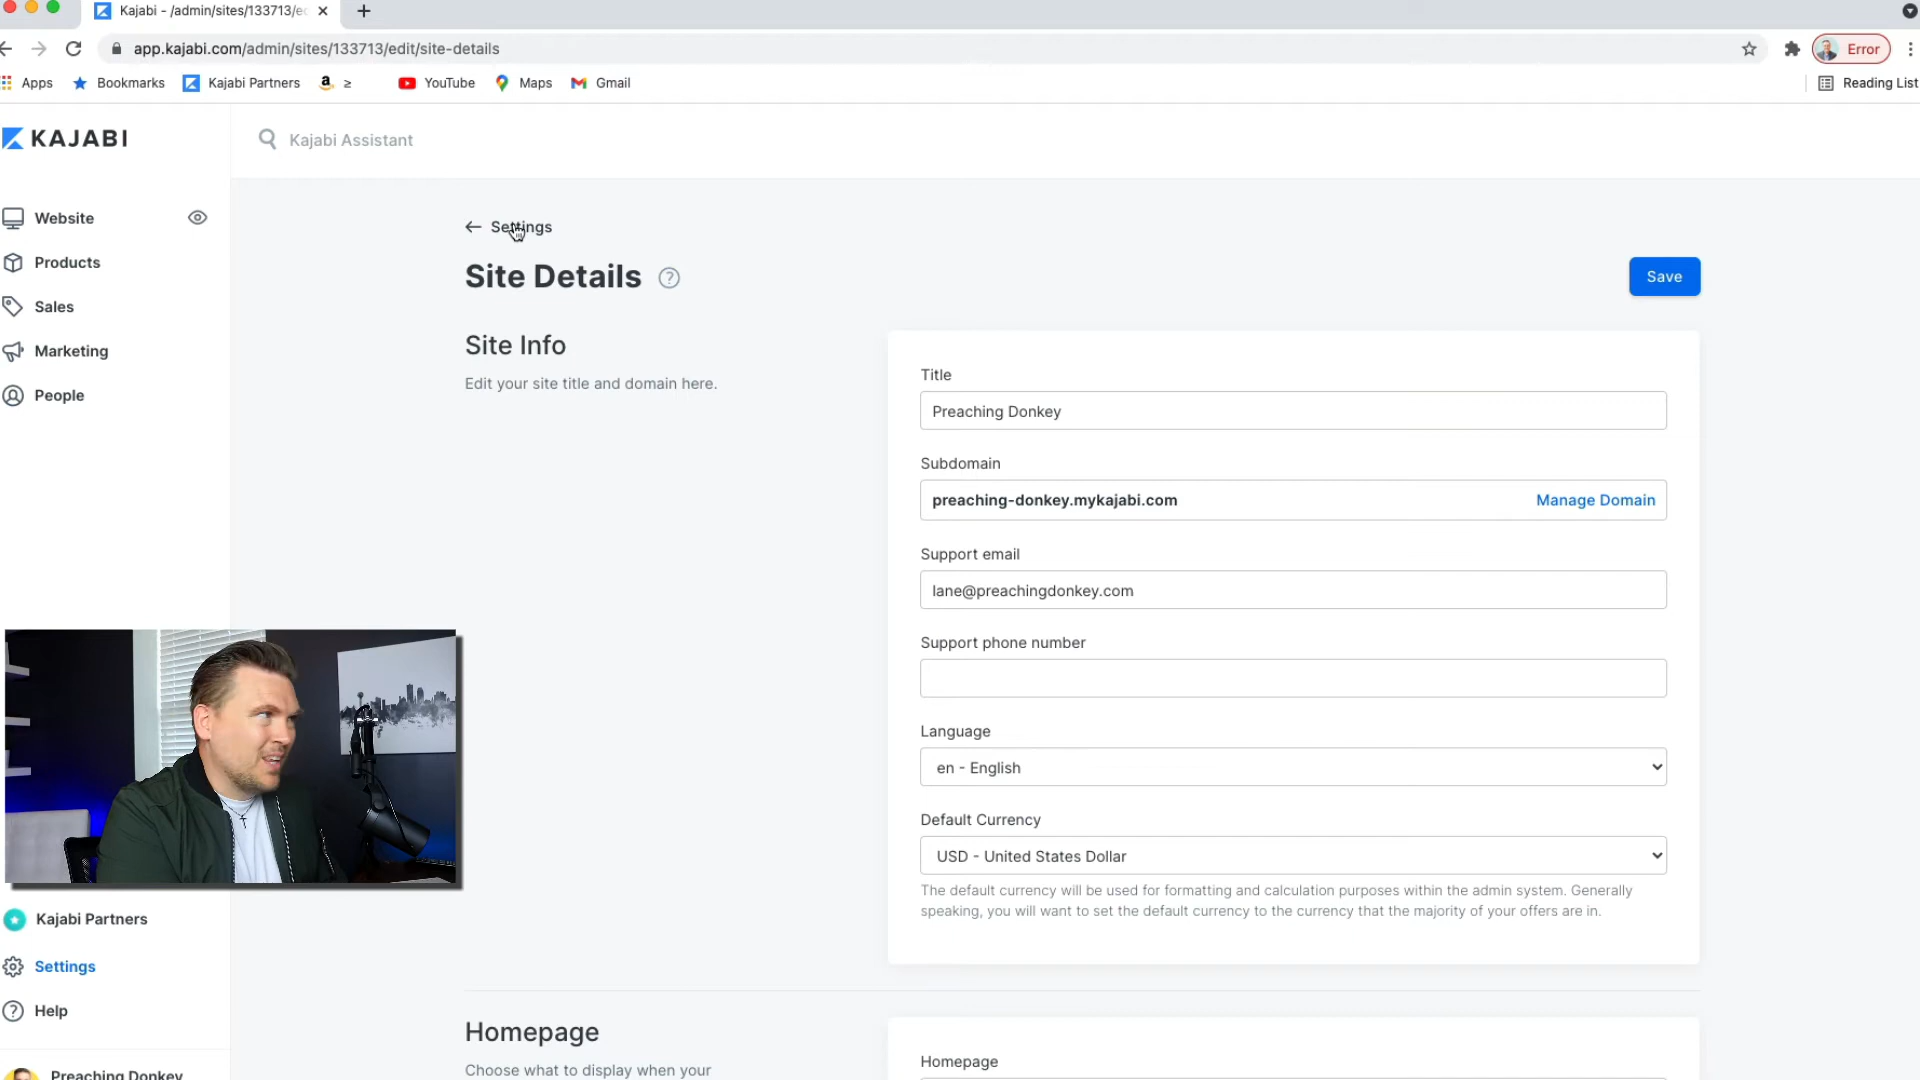 Kajabi - /admin/sites/133713/e
app.kajabi.com/admin/sites/133713/edit/site-details
Error
Apps
Bookmarks
Kajabi Partners
≥
YouTube
Maps
Gmail
Reading List
KAJABI
Kajabi Assistant
Website
Products
Sales
Marketing
People
Settings
Site Details
Save
Site Info
Edit your site title and domain here.
Title
Preaching Donkey
Subdomain
preaching-donkey.mykajabi.com
Manage Domain
Support email
lane@preachingdonkey.com
Support phone number
Language
en - English
Default Currency
USD - United States Dollar
The default currency will be used for formatting and calculation purposes within the admin system. Generally
speaking, you will want to set the default currency to the currency that the majority of your offers are in.
Kajabi Partners
Settings
Help
Preaching Donkey
Homepage
Choose what to display when your
Homepage